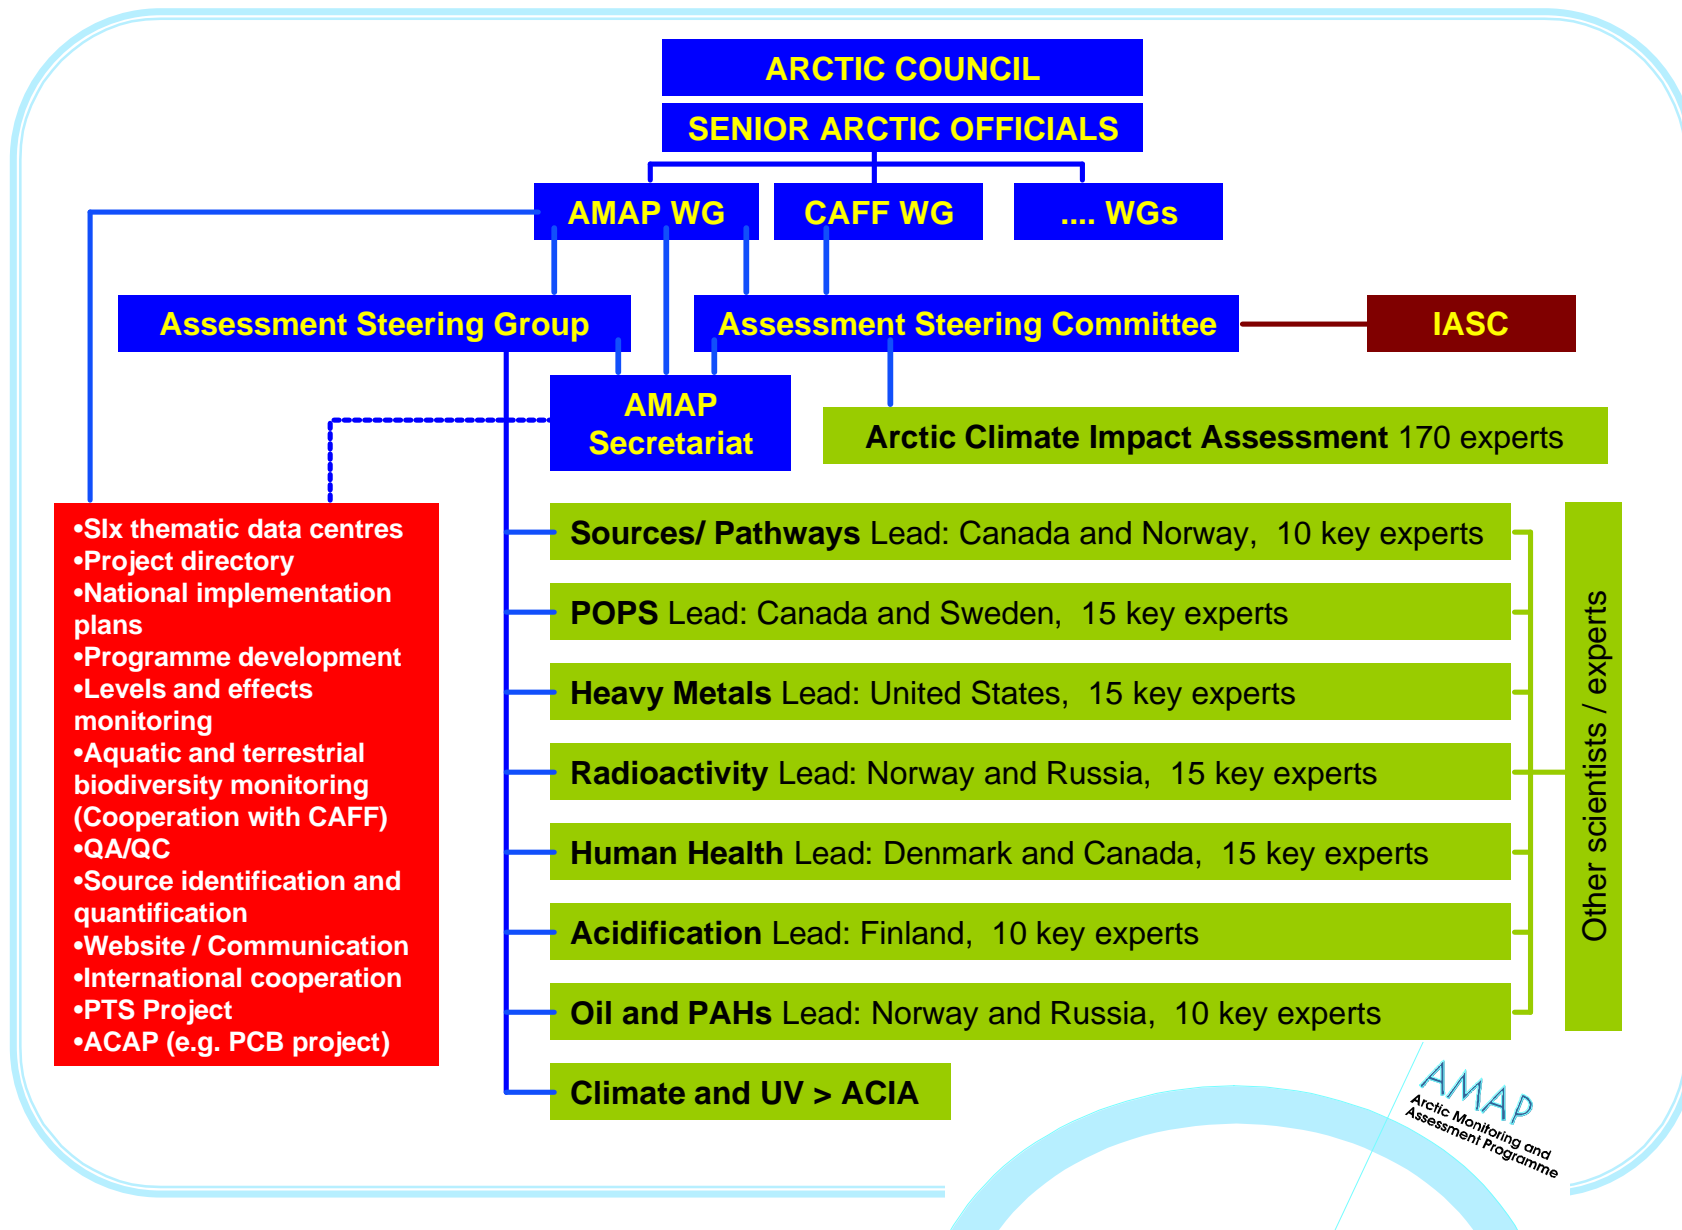 ARCTIC COUNCIL
SENIOR ARCTIC OFFICIALS
AMAP WG
CAFF WG
.... WGs
Assessment Steering Group
Assessment Steering Committee
IASC
AMAP
Secretariat
Arctic Climate Impact Assessment 170 experts
•SIx thematic data centres
•Project directory
•National implementation
plans
•Programme development
•Levels and effects
monitoring
•Aquatic and terrestrial
biodiversity monitoring
(Cooperation with CAFF)
•QA/QC
•Source identification and
quantification
•Website / Communication
•International cooperation
•PTS Project
•ACAP (e.g. PCB project)
Sources/ Pathways Lead: Canada and Norway, 10 key experts
POPS Lead: Canada and Sweden, 15 key experts
Heavy Metals Lead: United States, 15 key experts
Radioactivity Lead: Norway and Russia, 15 key experts
Human Health Lead: Denmark and Canada, 15 key experts
Acidification Lead: Finland, 10 key experts
Oil and PAHs Lead: Norway and Russia, 10 key experts
Climate and UV > ACIA
Other scientists / experts
AMAP
Arctic Monitoring and
Assessment Programme